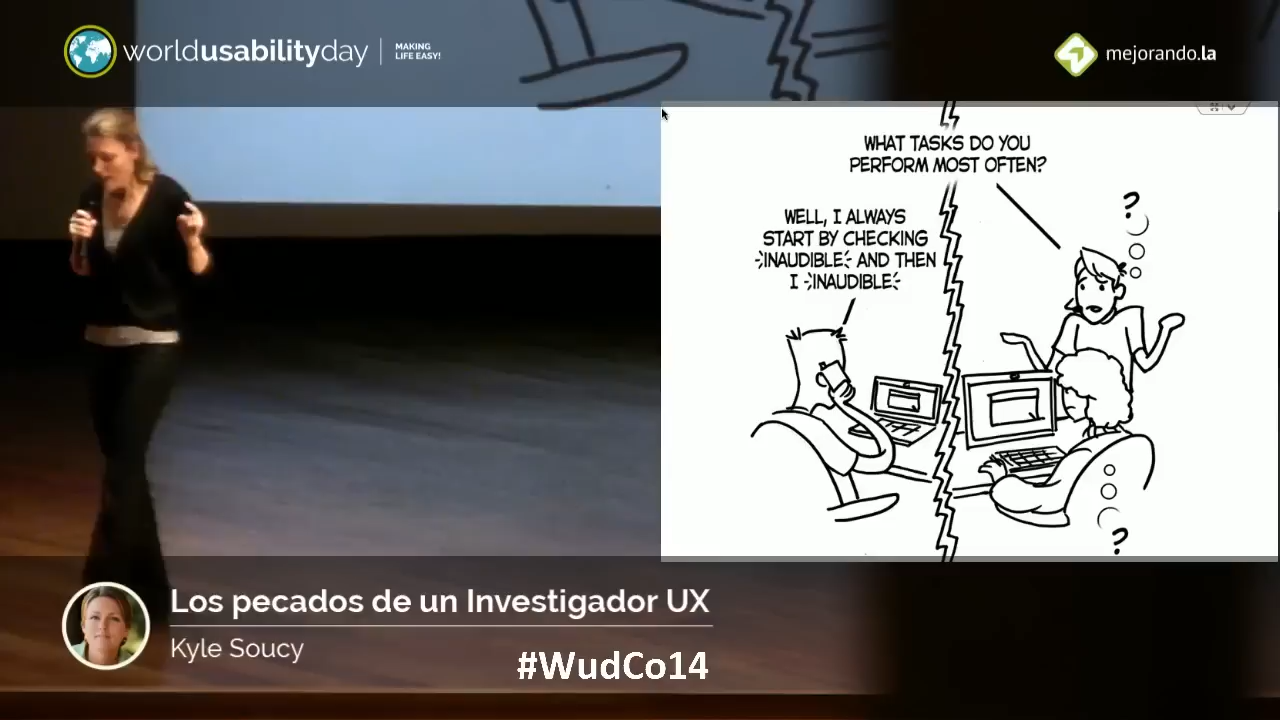 worldusabilityday
MAKING
LIFE EASY!
mejorando.la
WHAT TASKS DO YOU
PERFORM MOST OFTEN?
?
WELL, I ALWAYS
START BY CHECKING
-INAUDIBLE- AND THEN
I -INAUDIBLE-
?
Los pecados de un Investigador UX
Kyle Soucy
#WudCo14